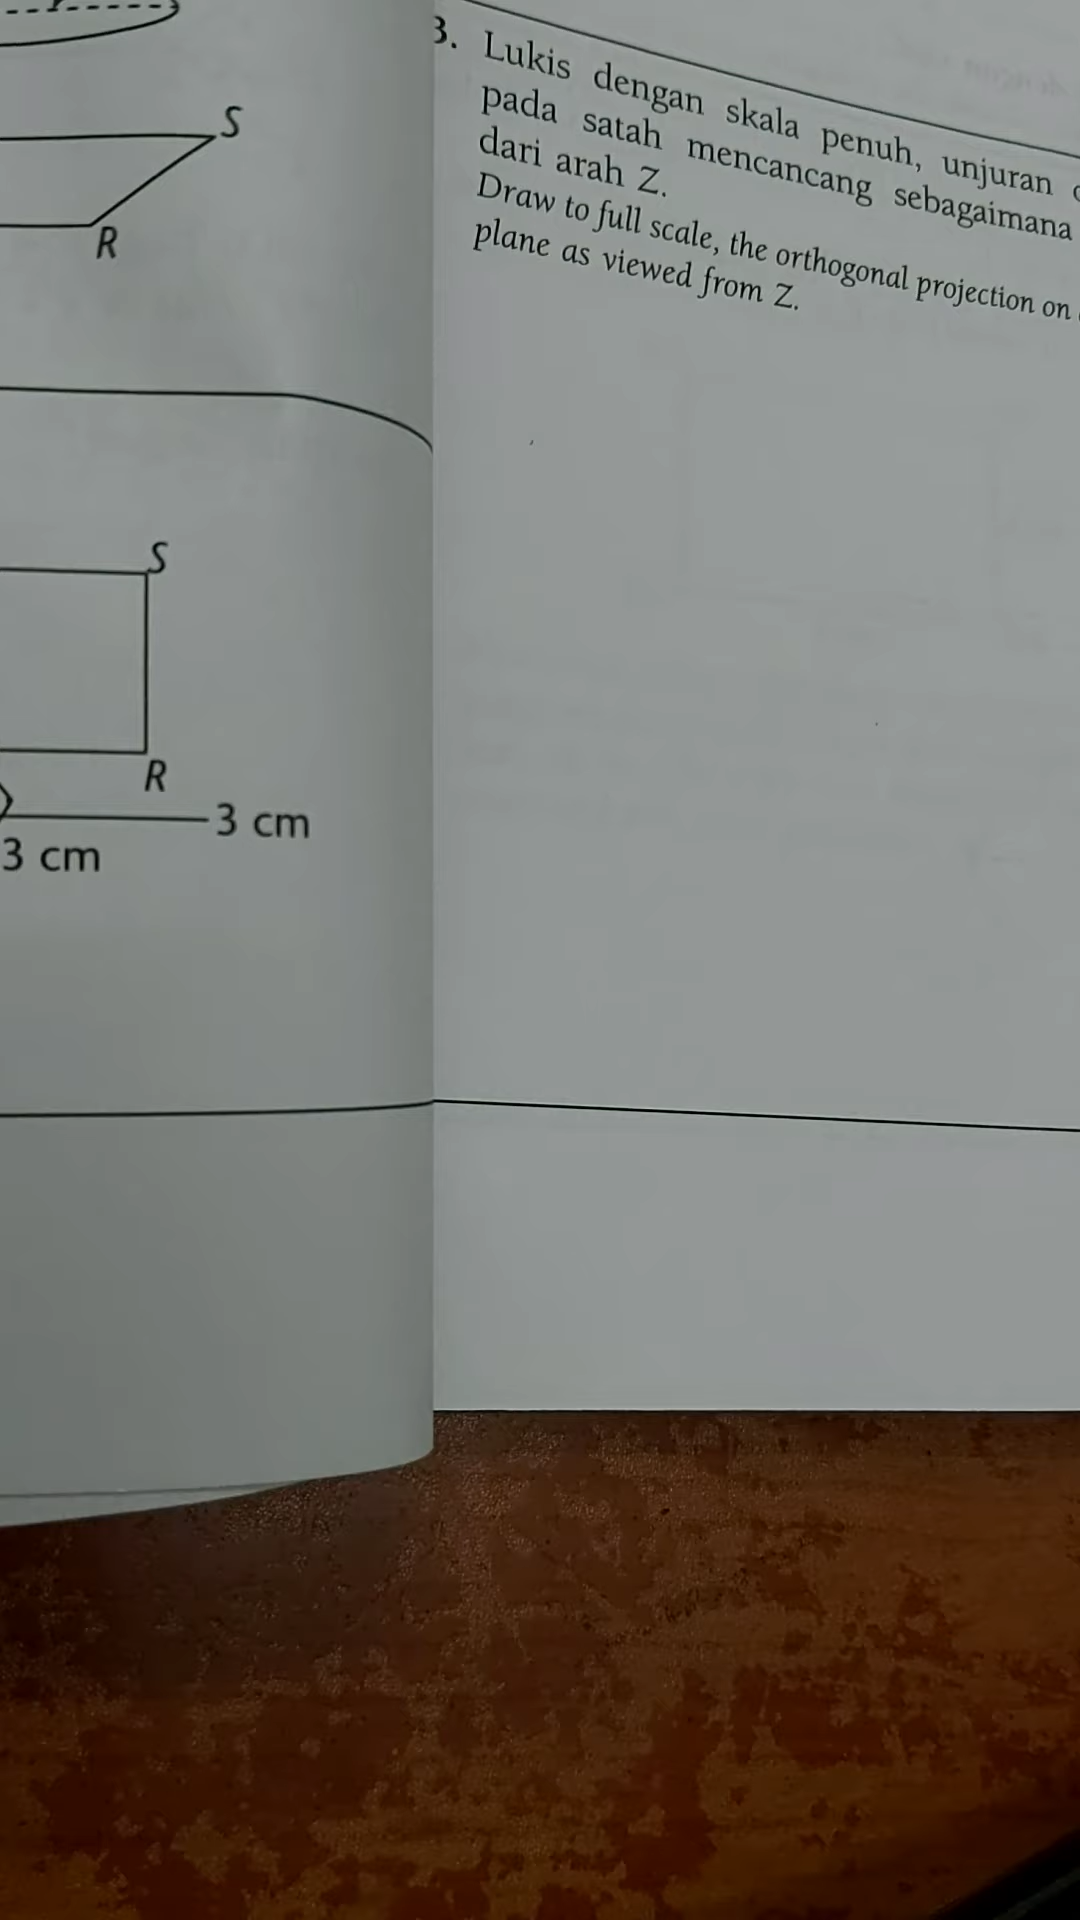 S
R
S
R
3 cm
3 cm
3. Lukis dengan skala penuh, unjuran
pada satah mencancang sebagaimana
dari arah Z.
Draw to full scale, the orthogonal projection on
plane as viewed from Z.